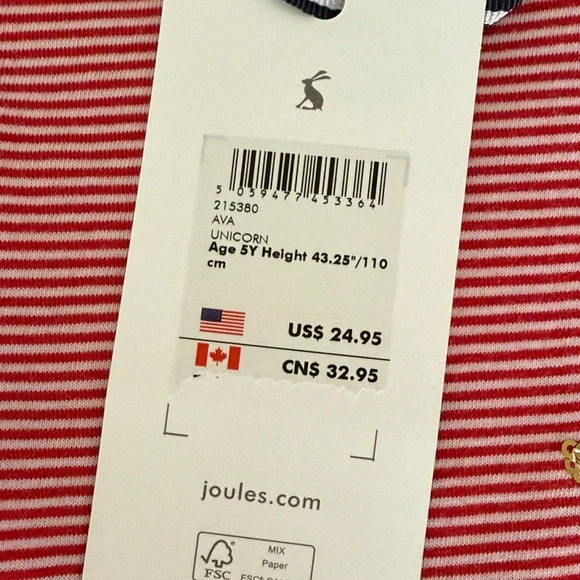 5 059477 453364
215380
AVA
UNICORN
Age 5Y Height 43.25"/110
cm
US$ 24.95
CN$ 32.95
joules.com
MIX
Paper
FSC